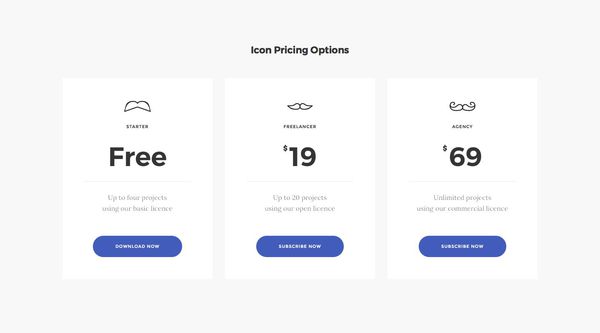 Icon Pricing Options
STARTER
Free
Up to four projects
using our basic licence
DOWNLOAD NOW
FREELANCER
$19
Up to 20 projects
using our open licence
SUBSCRIBE NOW
AGENCY
$69
Unlimited projects
using our commercial licence
SUBSCRIBE NOW